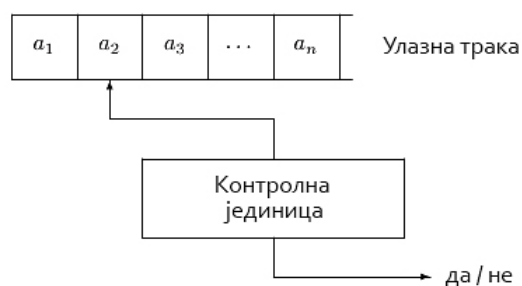 a₁ a₂ a₃ ⋯ aₙ Улазна трака
Контролна
јединица
да / не